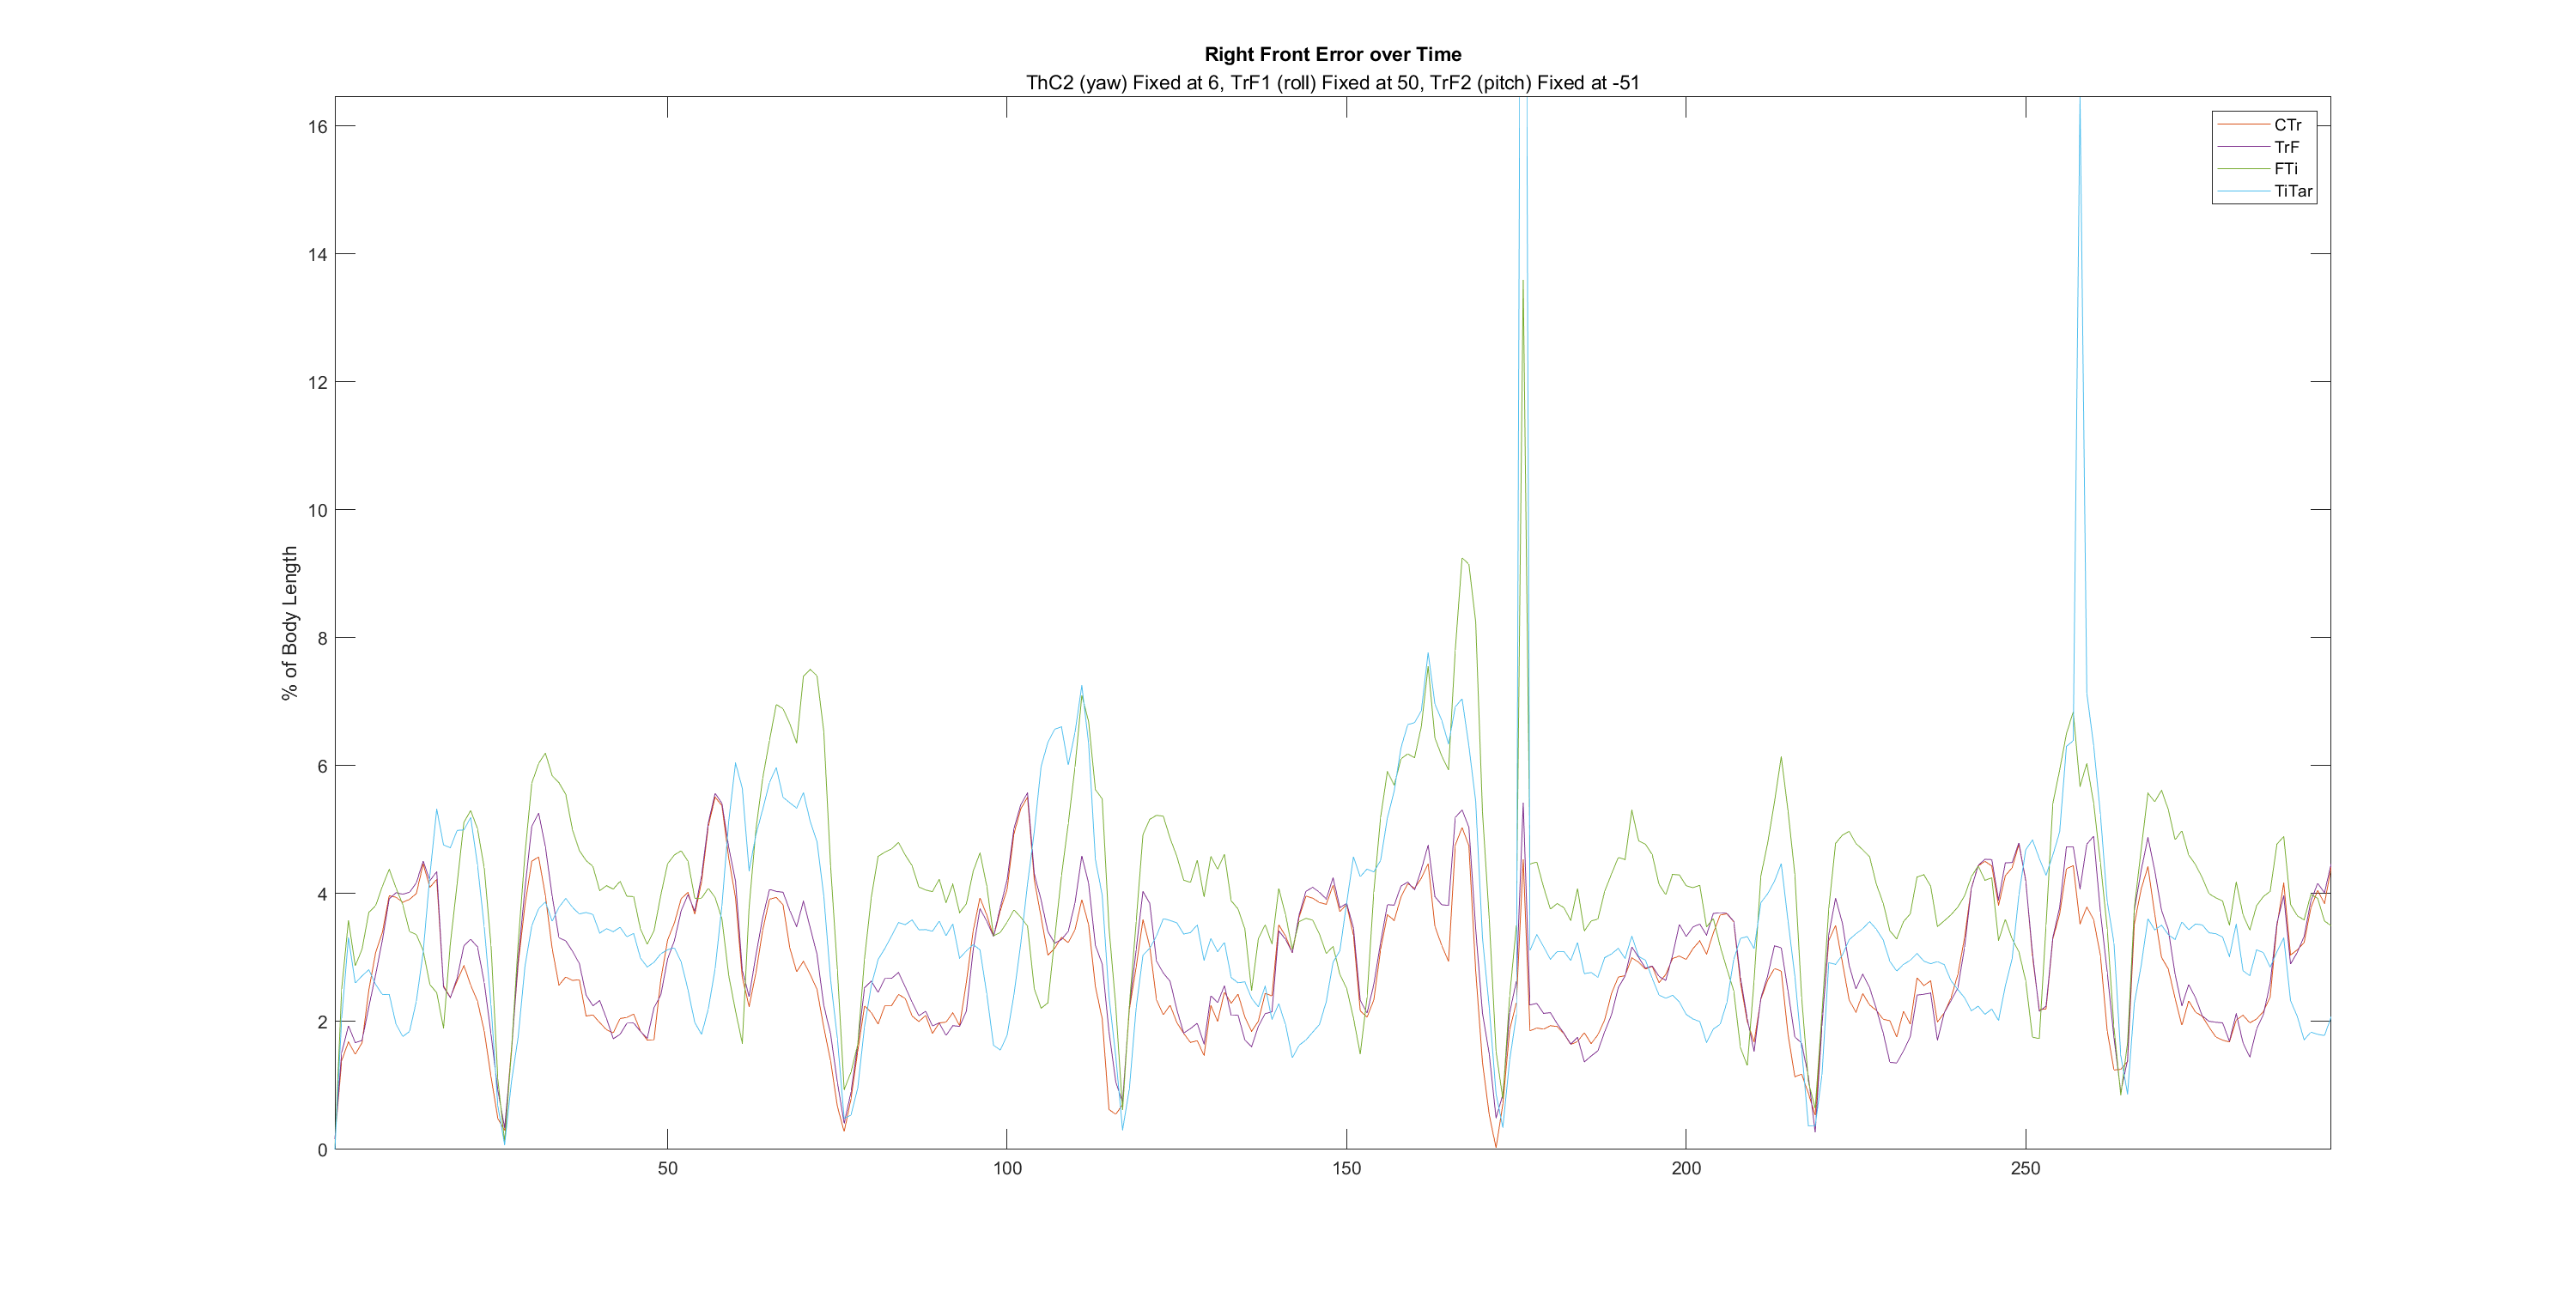 Right Front Error over Time
ThC2 (yaw) Fixed at 6, TrF1 (roll) Fixed at 50, TrF2 (pitch) Fixed at -51
CTr
TrF
FTi
TiTar
% of Body Length
16
14
12
10
8
6
4
2
0
50
100
150
200
250